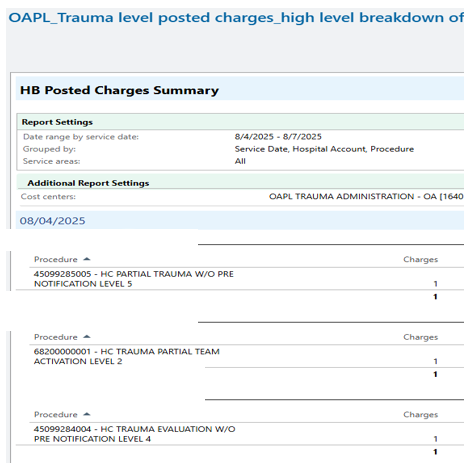 OAPL_Trauma level posted charges_high level breakdown of
HB Posted Charges Summary
Report Settings
Date range by service date: 8/4/2025 - 8/7/2025
Grouped by: Service Date, Hospital Account, Procedure
Service areas: All
Additional Report Settings
Cost centers: OAPL TRAUMA ADMINISTRATION - OA [1640
08/04/2025
Procedure Charges
45099285005 - HC PARTIAL TRAUMA W/O PRE
NOTIFICATION LEVEL 5 1
1
Procedure Charges
68200000001 - HC TRAUMA PARTIAL TEAM
ACTIVATION LEVEL 2 1
1
Procedure Charges
45099284004 - HC TRAUMA EVALUATION W/O
PRE NOTIFICATION LEVEL 4 1
1